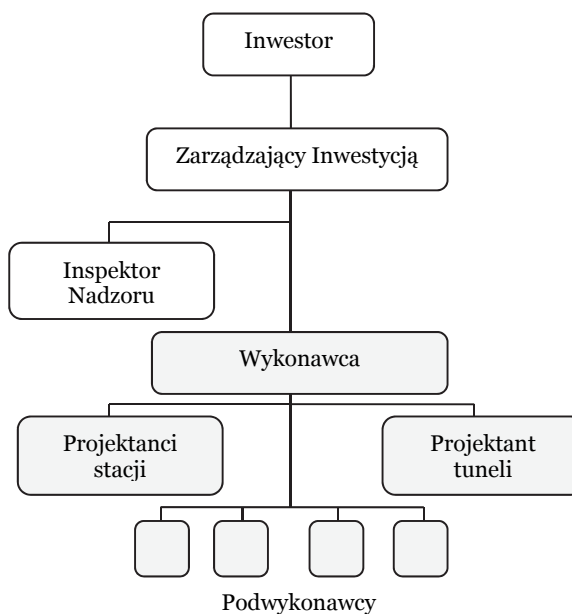 Inwestor
Zarządzający Inwestycją
Inspektor
Nadzoru
Wykonawca
Projektanci
stacji
Projektant
tuneli
Podwykonawcy